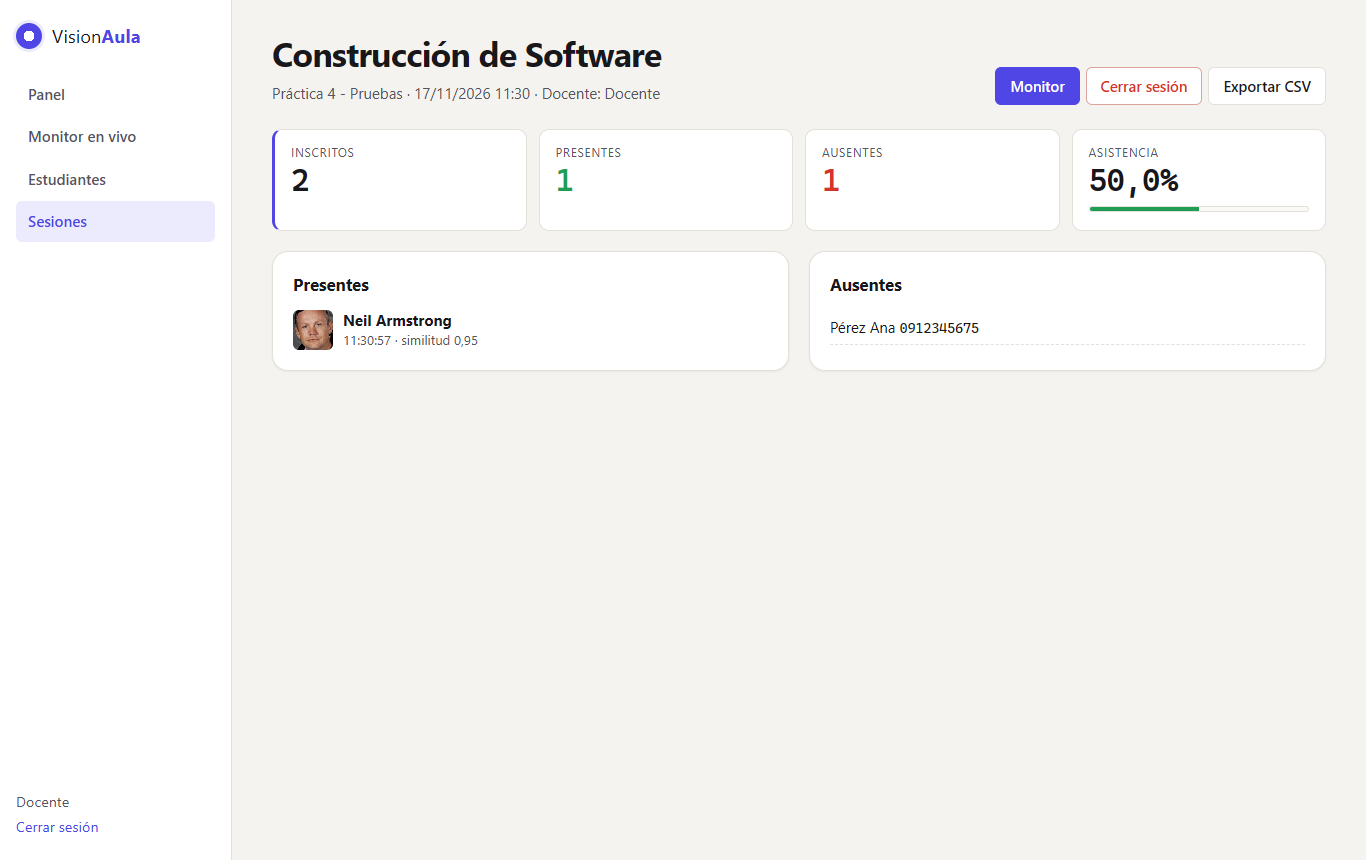 VisionAula
Panel
Monitor en vivo
Estudiantes
Sesiones
Docente
Cerrar sesión
Construcción de Software
Práctica 4 - Pruebas · 17/11/2026 11:30 · Docente: Docente
Monitor
Cerrar sesión
Exportar CSV
INSCRITOS
2
PRESENTES
1
AUSENTES
1
ASISTENCIA
50,0%
Presentes
Neil Armstrong
11:30:57 · similitud 0,95
Ausentes
Pérez Ana 0912345675